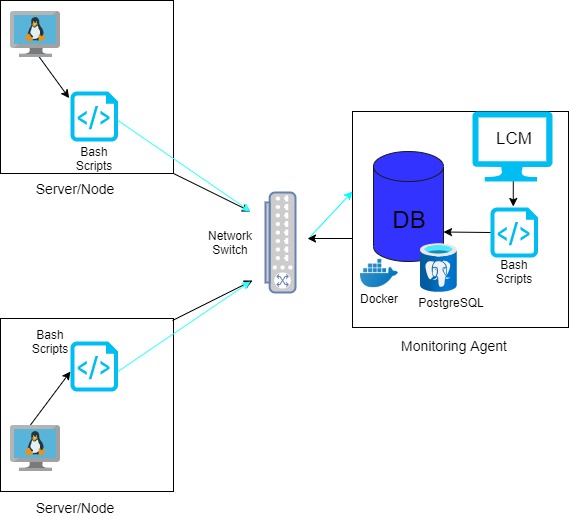 Bash
Scripts
Server/Node
Network
Switch
LCM
DB
Bash
Scripts
Docker
PostgreSQL
Monitoring Agent
Bash
Scripts
Server/Node